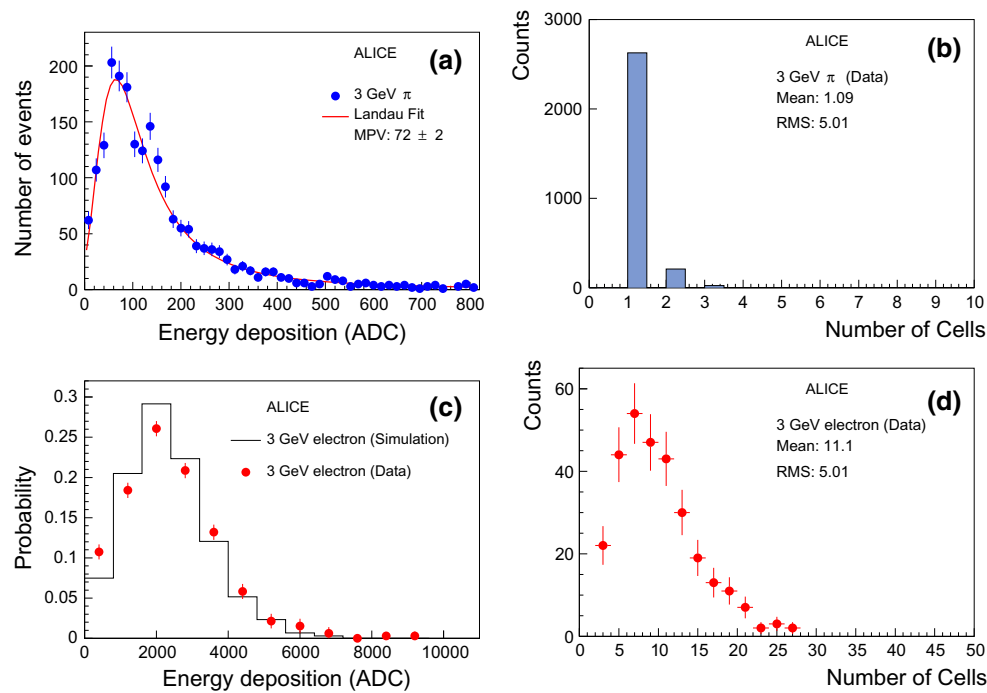 ALICE
(a)
3 GeV π
Landau Fit
MPV: 72 ± 2
Number of events
200
150
100
50
0
0 100 200 300 400 500 600 700 800
Energy deposition (ADC)
ALICE
(b)
3 GeV π (Data)
Mean: 1.09
RMS: 5.01
Counts
3000
2000
1000
0
0 1 2 3 4 5 6 7 8 9 10
Number of Cells
ALICE
(c)
3 GeV electron (Simulation)
3 GeV electron (Data)
Probability
0.3
0.25
0.2
0.15
0.1
0.05
0
0 2000 4000 6000 8000 10000
Energy deposition (ADC)
ALICE
(d)
3 GeV electron (Data)
Mean: 11.1
RMS: 5.01
Counts
60
40
20
0
0 5 10 15 20 25 30 35 40 45 50
Number of Cells